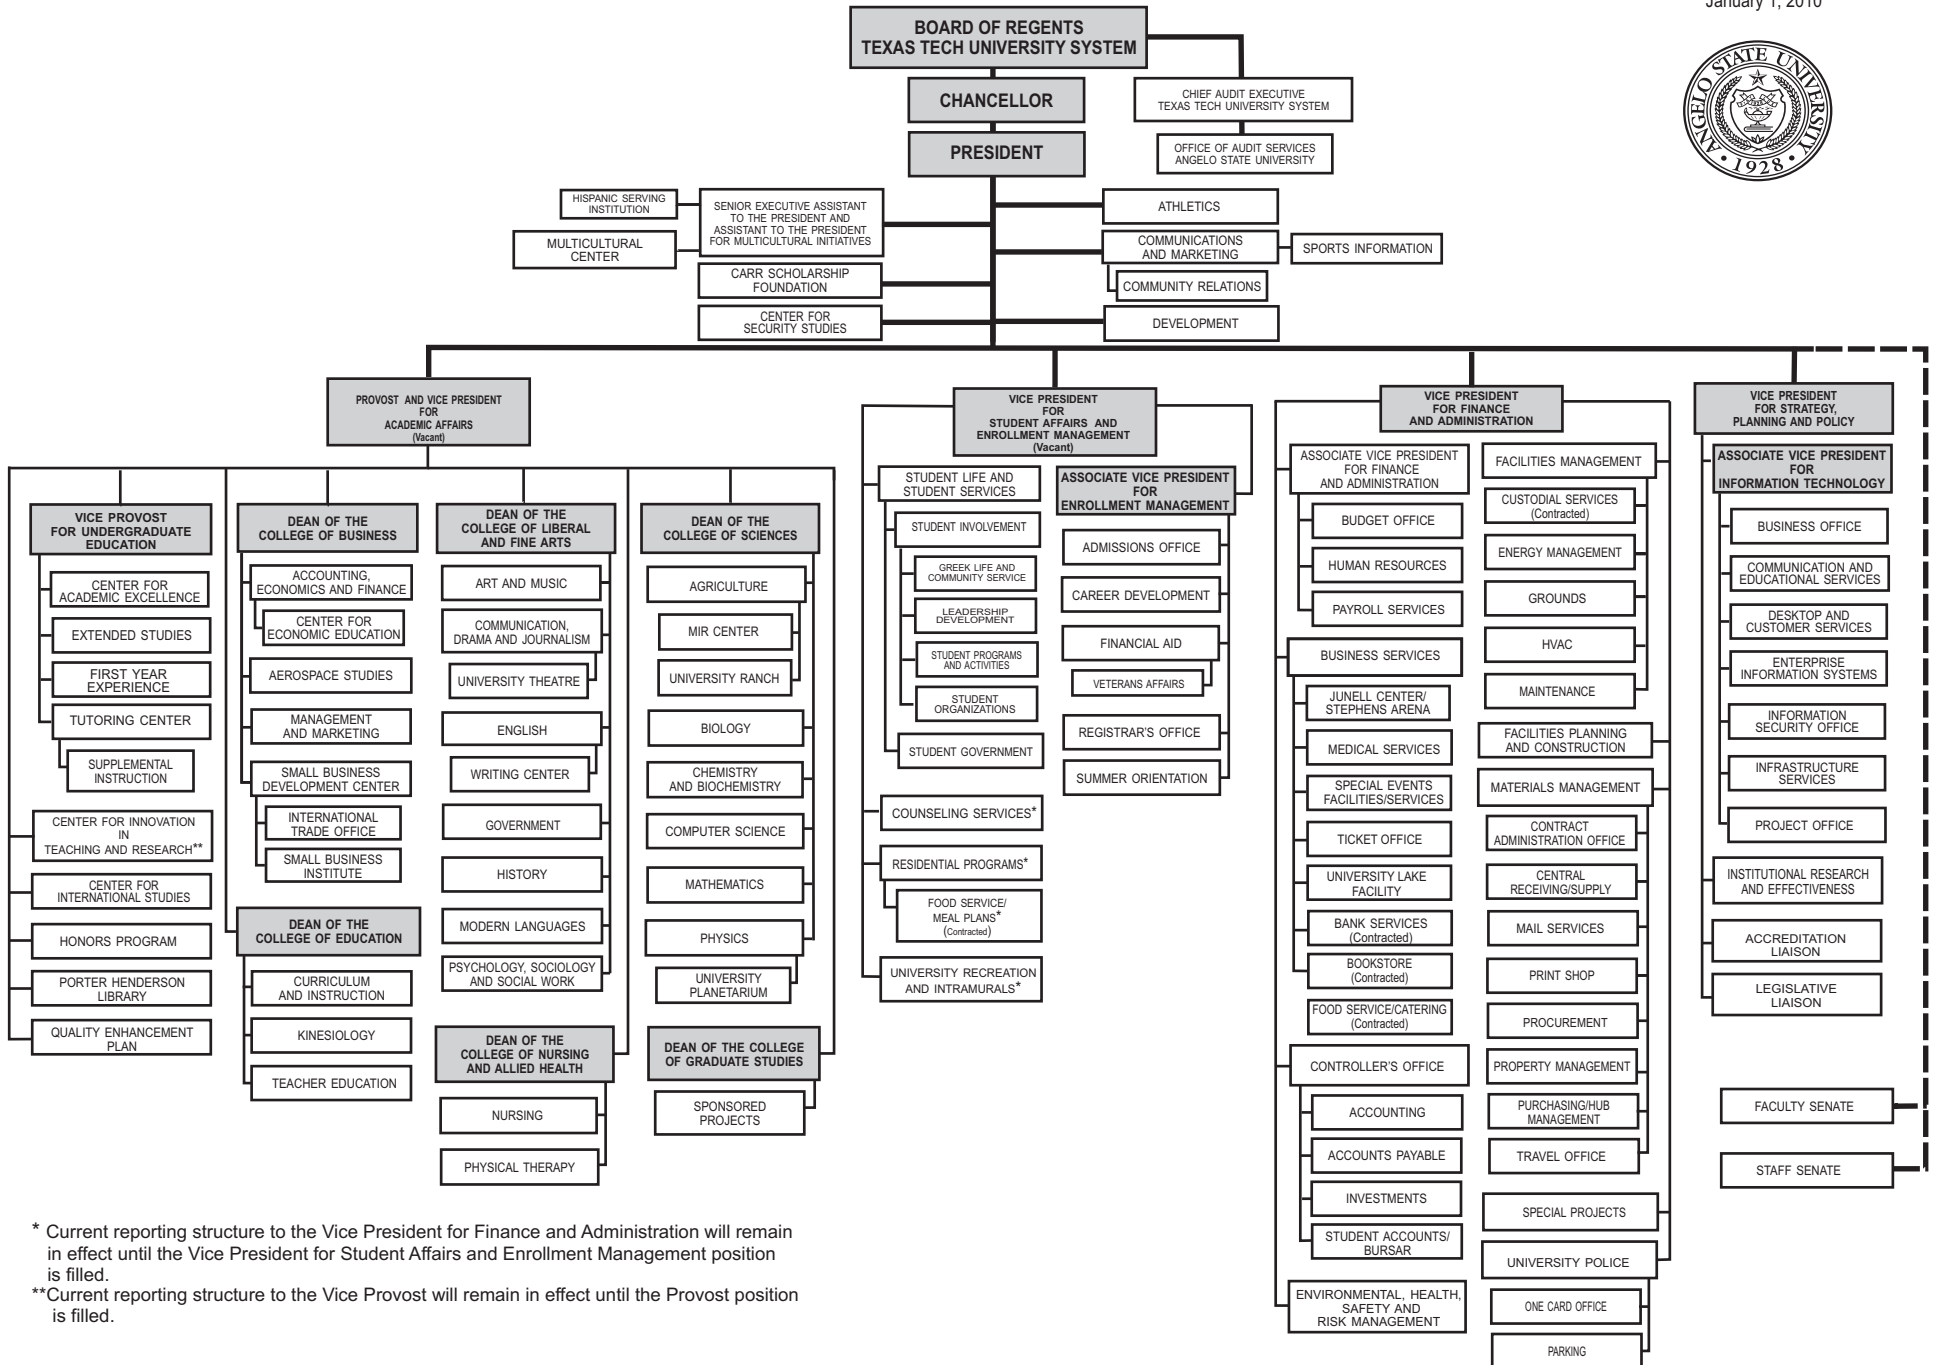 January 1, 2010
BOARD OF REGENTS
TEXAS TECH UNIVERSITY SYSTEM
CHANCELLOR
PRESIDENT
CHIEF AUDIT EXECUTIVE
TEXAS TECH UNIVERSITY SYSTEM
OFFICE OF AUDIT SERVICES
ANGELO STATE UNIVERSITY
ANGELO STATE UNIVERSITY
• 1928 •
HISPANIC SERVING
INSTITUTION
MULTICULTURAL
CENTER
SENIOR EXECUTIVE ASSISTANT
TO THE PRESIDENT AND
ASSISTANT TO THE PRESIDENT
FOR MULTICULTURAL INITIATIVES
CARR SCHOLARSHIP
FOUNDATION
CENTER FOR
SECURITY STUDIES
ATHLETICS
COMMUNICATIONS
AND MARKETING
SPORTS INFORMATION
COMMUNITY RELATIONS
DEVELOPMENT
PROVOST AND VICE PRESIDENT
FOR
ACADEMIC AFFAIRS
(Vacant)
VICE PROVOST
FOR UNDERGRADUATE
EDUCATION
CENTER FOR
ACADEMIC EXCELLENCE
EXTENDED STUDIES
FIRST YEAR
EXPERIENCE
TUTORING CENTER
SUPPLEMENTAL
INSTRUCTION
CENTER FOR INNOVATION
IN
TEACHING AND RESEARCH**
CENTER FOR
INTERNATIONAL STUDIES
HONORS PROGRAM
PORTER HENDERSON
LIBRARY
QUALITY ENHANCEMENT
PLAN
DEAN OF THE
COLLEGE OF BUSINESS
ACCOUNTING,
ECONOMICS AND FINANCE
CENTER FOR
ECONOMIC EDUCATION
AEROSPACE STUDIES
MANAGEMENT
AND MARKETING
SMALL BUSINESS
DEVELOPMENT CENTER
INTERNATIONAL
TRADE OFFICE
SMALL BUSINESS
INSTITUTE
DEAN OF THE
COLLEGE OF EDUCATION
CURRICULUM
AND INSTRUCTION
KINESIOLOGY
TEACHER EDUCATION
DEAN OF THE
COLLEGE OF LIBERAL
AND FINE ARTS
ART AND MUSIC
COMMUNICATION,
DRAMA AND JOURNALISM
UNIVERSITY THEATRE
ENGLISH
WRITING CENTER
GOVERNMENT
HISTORY
MODERN LANGUAGES
PSYCHOLOGY, SOCIOLOGY
AND SOCIAL WORK
DEAN OF THE
COLLEGE OF NURSING
AND ALLIED HEALTH
NURSING
PHYSICAL THERAPY
DEAN OF THE
COLLEGE OF SCIENCES
AGRICULTURE
MIR CENTER
UNIVERSITY RANCH
BIOLOGY
CHEMISTRY
AND BIOCHEMISTRY
COMPUTER SCIENCE
MATHEMATICS
PHYSICS
UNIVERSITY
PLANETARIUM
DEAN OF THE COLLEGE
OF GRADUATE STUDIES
SPONSORED
PROJECTS
VICE PRESIDENT
FOR
STUDENT AFFAIRS AND
ENROLLMENT MANAGEMENT
(Vacant)
STUDENT LIFE AND
STUDENT SERVICES
STUDENT INVOLVEMENT
GREEK LIFE AND
COMMUNITY SERVICE
LEADERSHIP
DEVELOPMENT
STUDENT PROGRAMS
AND ACTIVITIES
STUDENT
ORGANIZATIONS
STUDENT GOVERNMENT
COUNSELING SERVICES*
RESIDENTIAL PROGRAMS*
FOOD SERVICE/
MEAL PLANS*
(Contracted)
UNIVERSITY RECREATION
AND INTRAMURALS*
ASSOCIATE VICE PRESIDENT
FOR
ENROLLMENT MANAGEMENT
ADMISSIONS OFFICE
CAREER DEVELOPMENT
FINANCIAL AID
VETERANS AFFAIRS
REGISTRAR'S OFFICE
SUMMER ORIENTATION
VICE PRESIDENT
FOR FINANCE
AND ADMINISTRATION
ASSOCIATE VICE PRESIDENT
FOR FINANCE
AND ADMINISTRATION
BUDGET OFFICE
HUMAN RESOURCES
PAYROLL SERVICES
BUSINESS SERVICES
JUNELL CENTER/
STEPHENS ARENA
MEDICAL SERVICES
SPECIAL EVENTS
FACILITIES/SERVICES
TICKET OFFICE
UNIVERSITY LAKE
FACILITY
BANK SERVICES
(Contracted)
BOOKSTORE
(Contracted)
FOOD SERVICE/CATERING
(Contracted)
CONTROLLER'S OFFICE
ACCOUNTING
ACCOUNTS PAYABLE
INVESTMENTS
STUDENT ACCOUNTS/
BURSAR
ENVIRONMENTAL, HEALTH,
SAFETY AND
RISK MANAGEMENT
FACILITIES MANAGEMENT
CUSTODIAL SERVICES
(Contracted)
ENERGY MANAGEMENT
GROUNDS
HVAC
MAINTENANCE
FACILITIES PLANNING
AND CONSTRUCTION
MATERIALS MANAGEMENT
CONTRACT
ADMINISTRATION OFFICE
CENTRAL
RECEIVING/SUPPLY
MAIL SERVICES
PRINT SHOP
PROCUREMENT
PROPERTY MANAGEMENT
PURCHASING/HUB
MANAGEMENT
TRAVEL OFFICE
SPECIAL PROJECTS
UNIVERSITY POLICE
ONE CARD OFFICE
PARKING
VICE PRESIDENT
FOR STRATEGY,
PLANNING AND POLICY
ASSOCIATE VICE PRESIDENT
FOR
INFORMATION TECHNOLOGY
BUSINESS OFFICE
COMMUNICATION AND
EDUCATIONAL SERVICES
DESKTOP AND
CUSTOMER SERVICES
ENTERPRISE
INFORMATION SYSTEMS
INFORMATION
SECURITY OFFICE
INFRASTRUCTURE
SERVICES
PROJECT OFFICE
INSTITUTIONAL RESEARCH
AND EFFECTIVENESS
ACCREDITATION
LIAISON
LEGISLATIVE
LIAISON
FACULTY SENATE
STAFF SENATE
* Current reporting structure to the Vice President for Finance and Administration will remain
in effect until the Vice President for Student Affairs and Enrollment Management position
is filled.
**Current reporting structure to the Vice Provost will remain in effect until the Provost position
is filled.